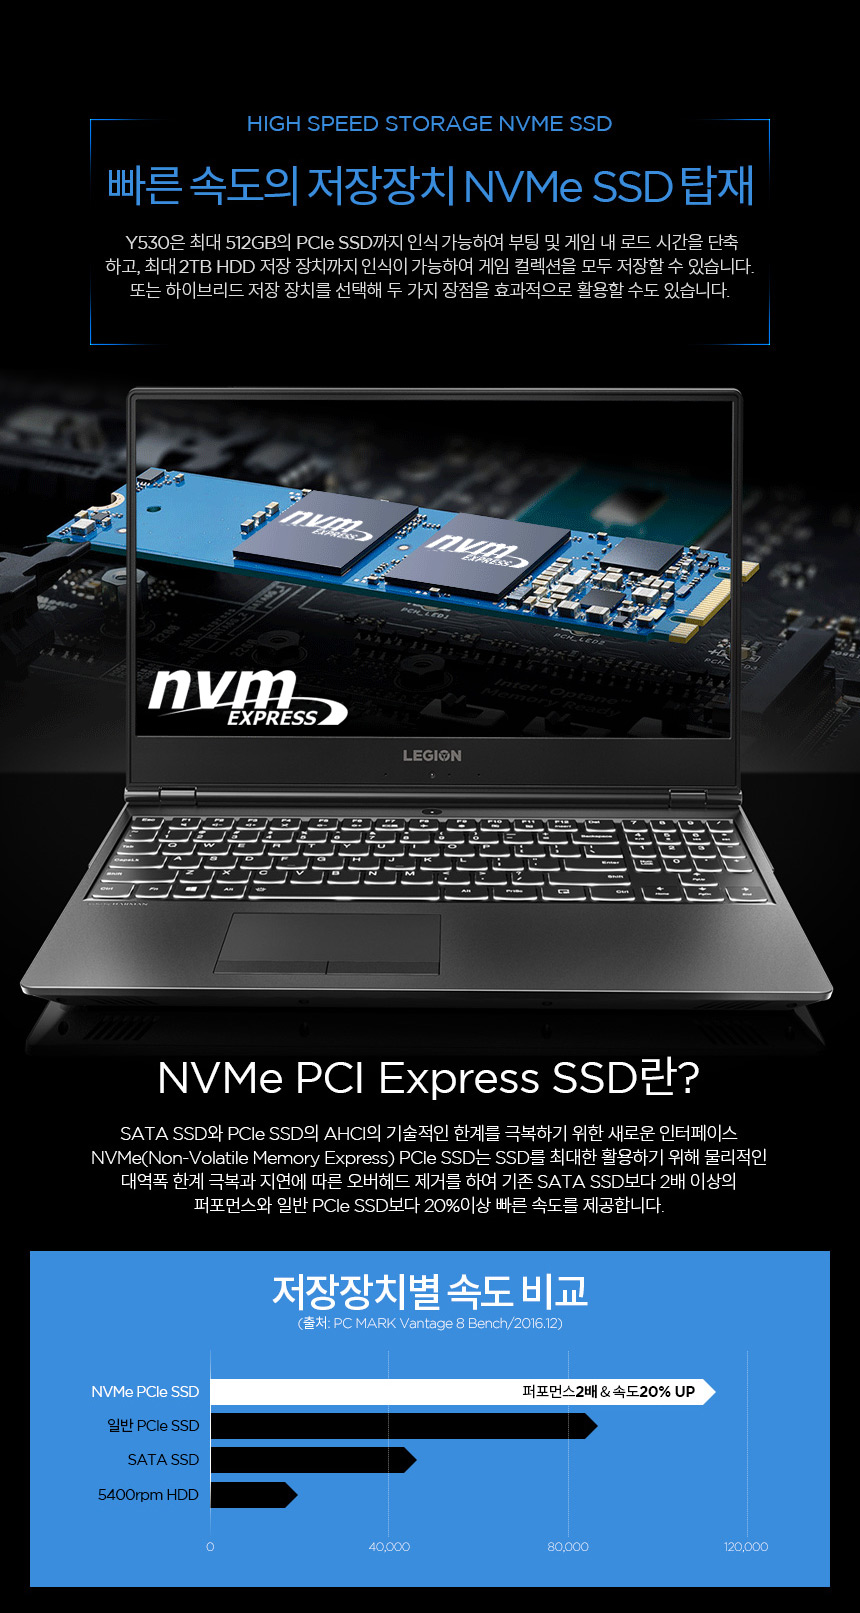 HIGH SPEED STORAGE NVME SSD
빠른 속도의 저장장치 NVMe SSD 탑재
Y530은 최대 512GB의 PCIe SSD까지 인식 가능하여 부팅 및 게임 내 로드 시간을 단축
하고, 최대 2TB HDD 저장 장치까지 인식이 가능하여 게임 컬렉션을 모두 저장할 수 있습니다.
또는 하이브리드 저장 장치를 선택해 두 가지 장점을 효과적으로 활용할 수도 있습니다.
nvm
EXPRESS
nvm
EXPRESS
PCH_LED1
PCH_LED2
PCH_LED3
nvm
EXPRESS
LEGION
NVMe PCI Express SSD란?
SATA SSD와 PCIe SSD의 AHCI의 기술적인 한계를 극복하기 위한 새로운 인터페이스
NVMe(Non-Volatile Memory Express) PCIe SSD는 SSD를 최대한 활용하기 위해 물리적인
대역폭 한계 극복과 지연에 따른 오버헤드 제거를 하여 기존 SATA SSD보다 2배 이상의
퍼포먼스와 일반 PCIe SSD보다 20%이상 빠른 속도를 제공합니다.
저장장치별 속도 비교
(출처: PC MARK Vantage 8 Bench/2016.12)
NVMe PCIe SSD 퍼포먼스2배 & 속도20% UP
일반 PCIe SSD
SATA SSD
5400rpm HDD
0 40,000 80,000 120,000